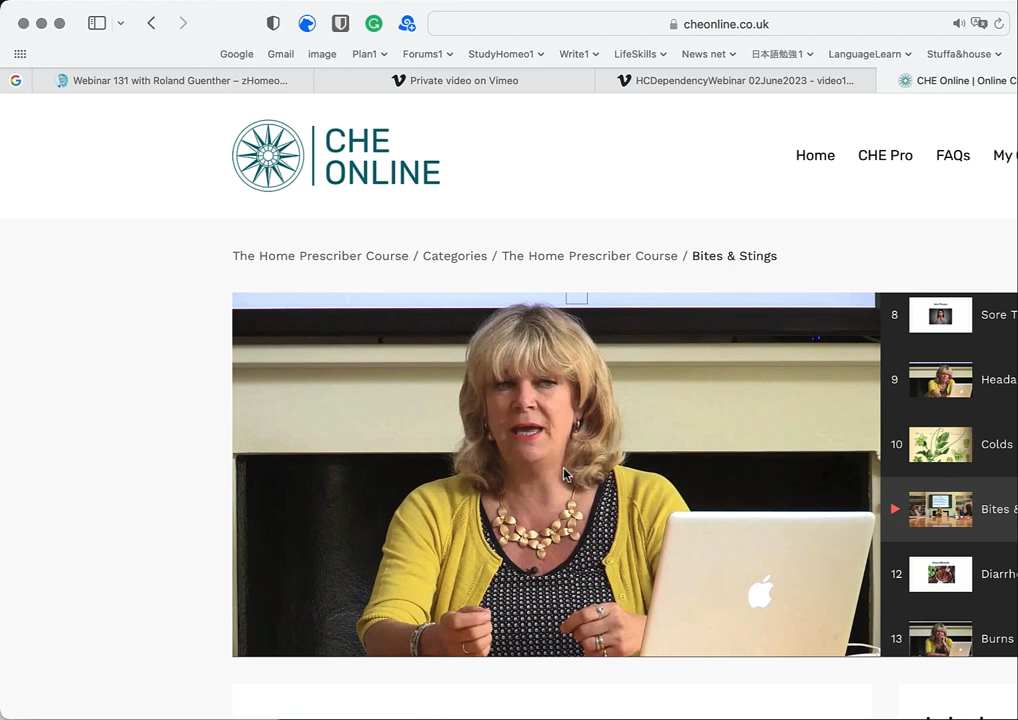 cheonline.co.uk
Google Gmail image Plan1 Forums1 StudyHomeo1 Write1 LifeSkills News net 日本語勉強1 LanguageLearn Stuffa&house
Webinar 131 with Roland Guenther – zHomeo... Private video on Vimeo HCDependencyWebinar 02June2023 - video1... CHE Online | Online C
CHE
ONLINE
Home CHE Pro FAQs My
The Home Prescriber Course / Categories / The Home Prescriber Course / Bites & Stings
8 Sore T
9 Heada
10 Colds
Bites &
12 Diarrh
13 Burns